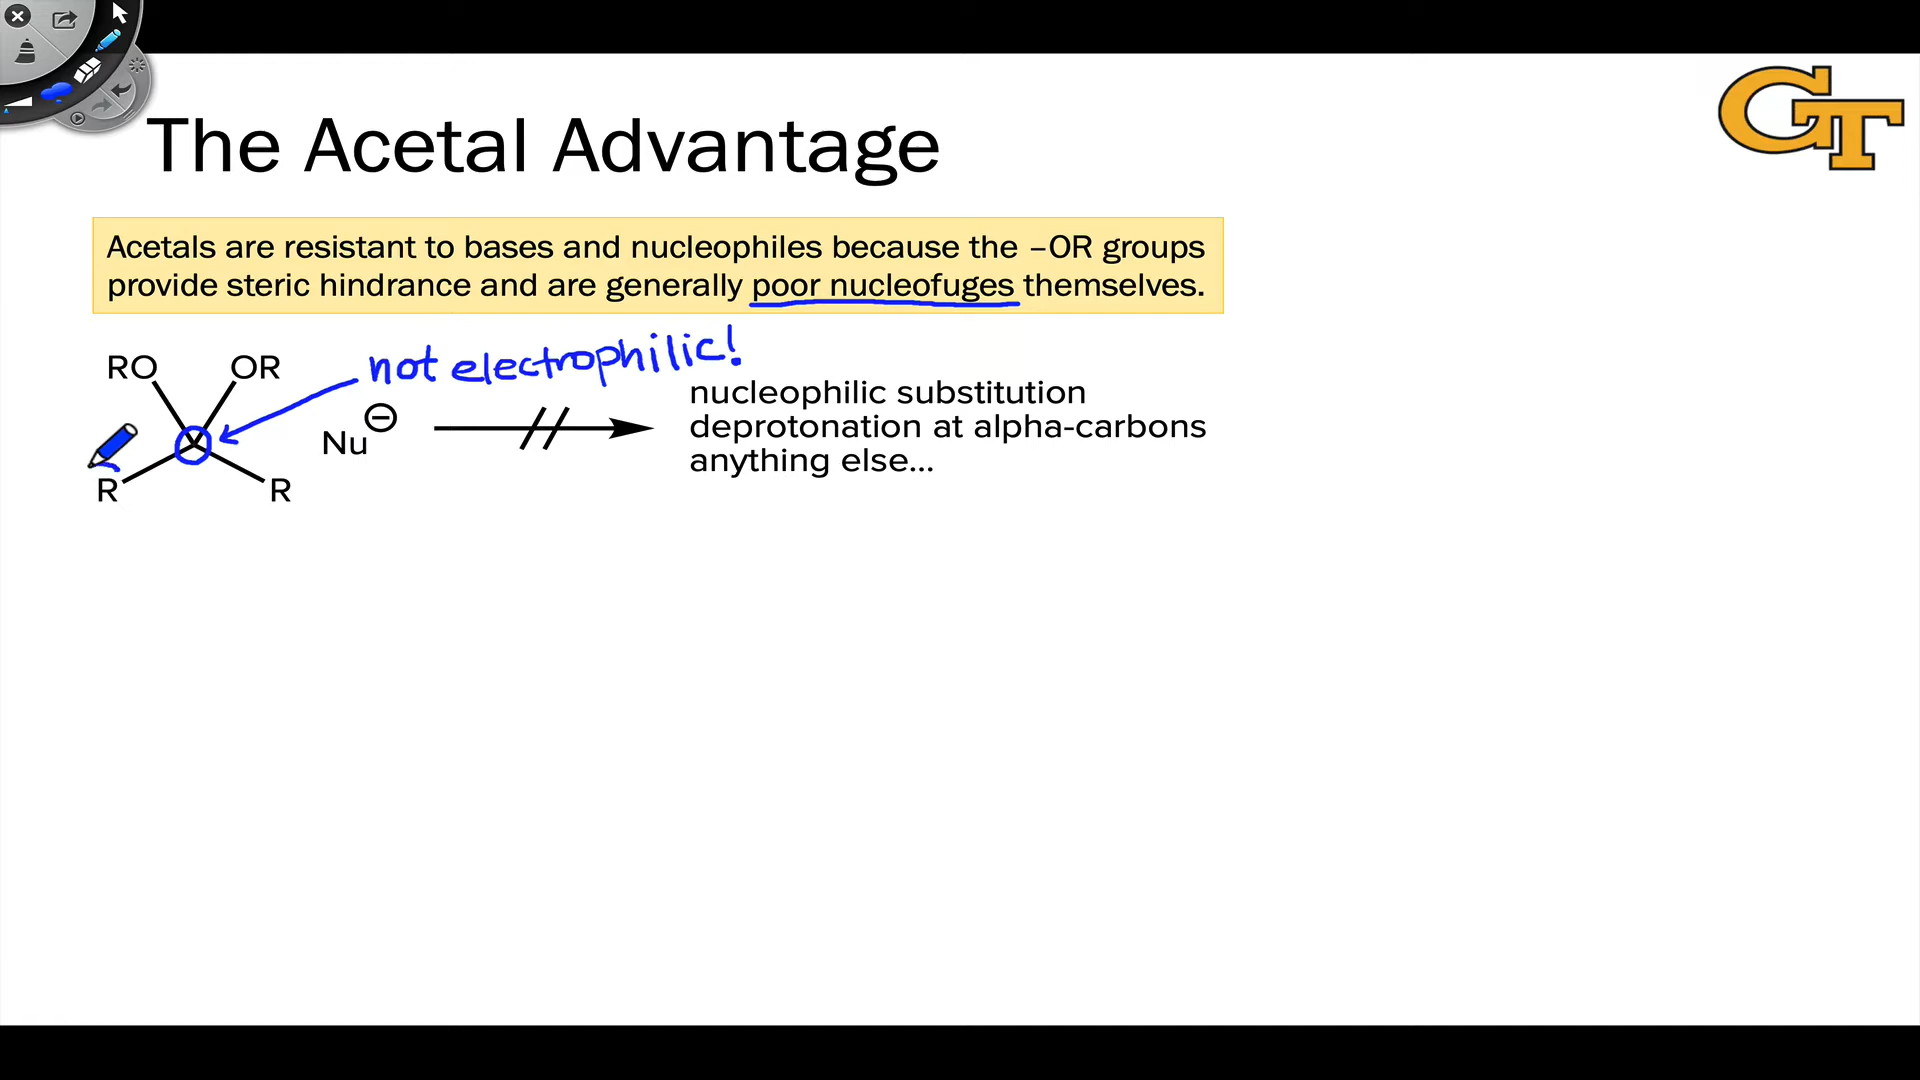 The Acetal Advantage
GT
Acetals are resistant to bases and nucleophiles because the –OR groups
provide steric hindrance and are generally poor nucleofuges themselves.
not electrophilic!
RO OR
Nu⊖
R R
nucleophilic substitution
deprotonation at alpha-carbons
anything else...